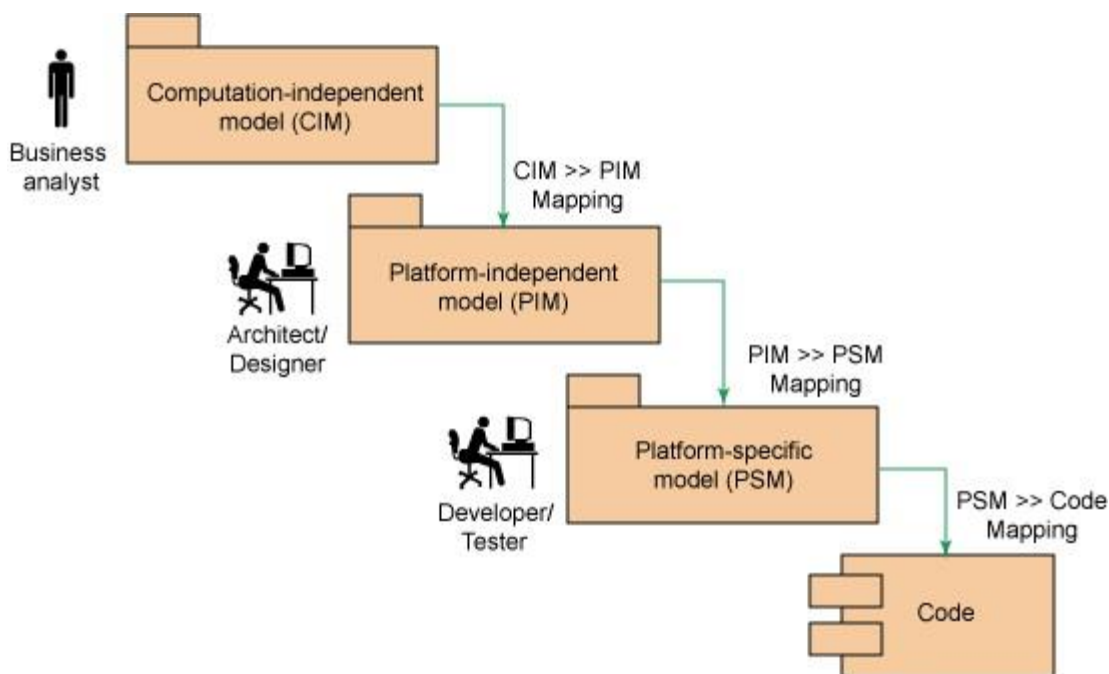 Computation-independent
model (CIM)
Business
analyst
CIM >> PIM
Mapping
Platform-independent
model (PIM)
Architect/
Designer
PIM >> PSM
Mapping
Platform-specific
model (PSM)
Developer/
Tester
PSM >> Code
Mapping
Code